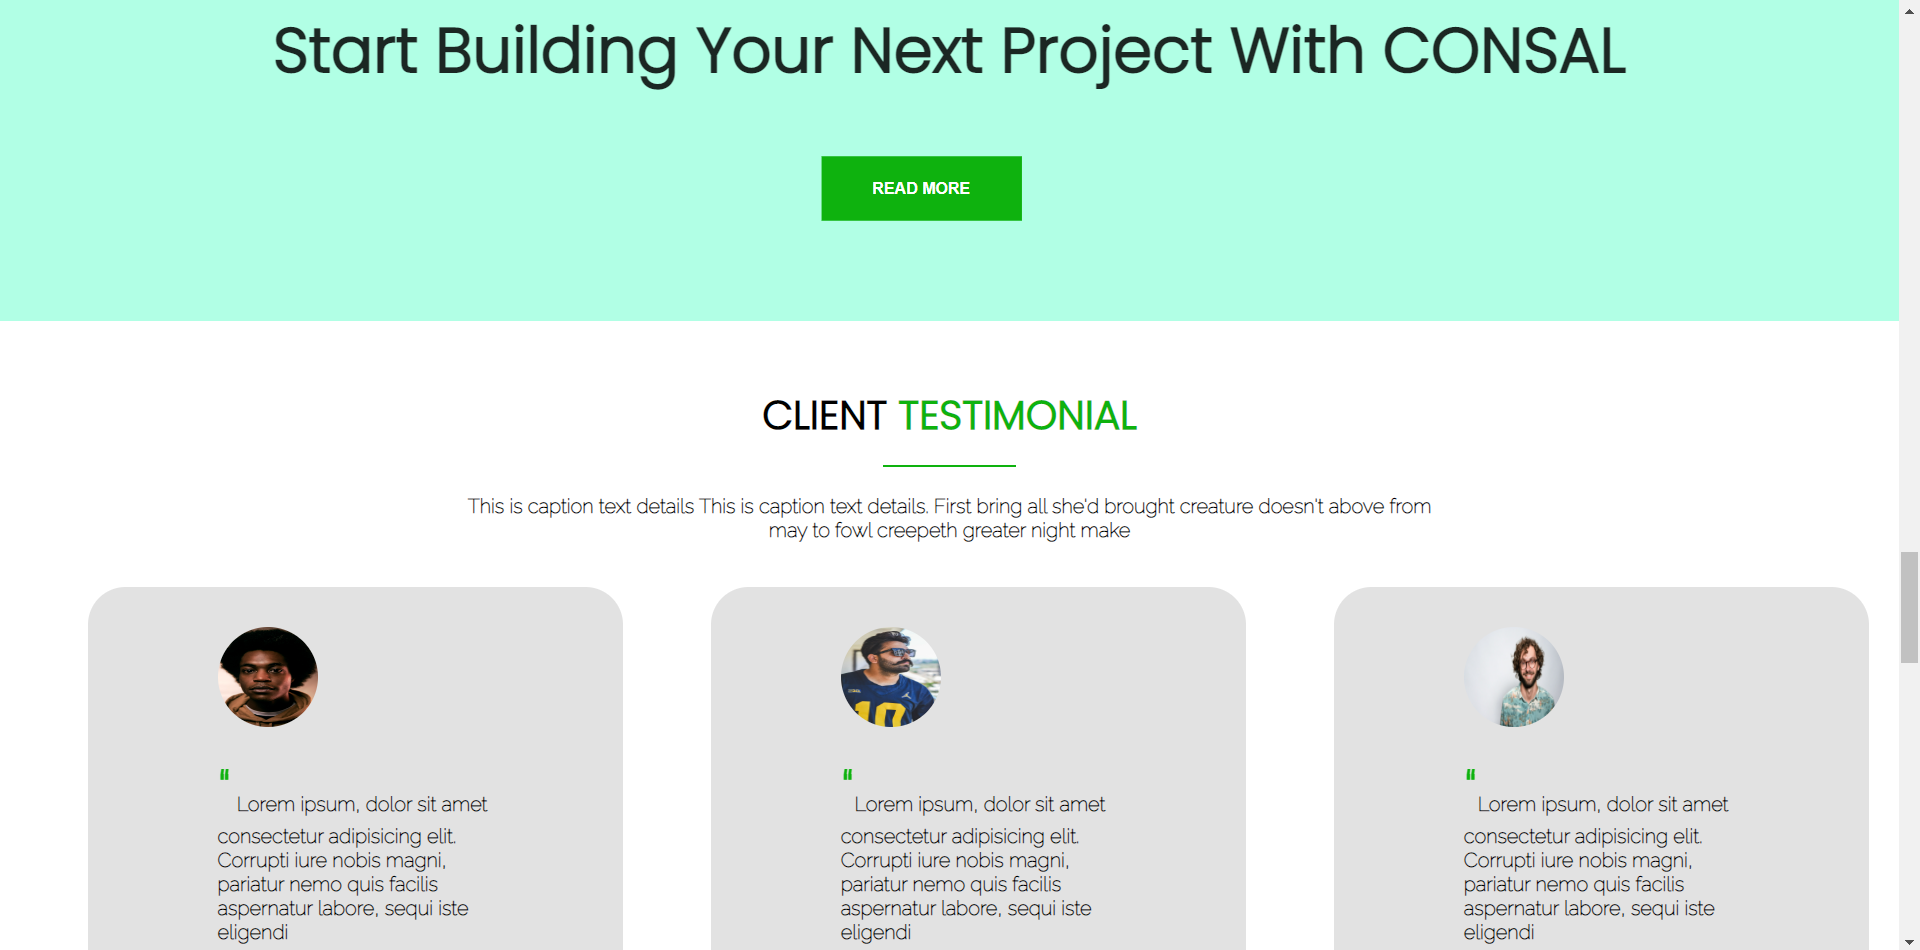 Start Building Your Next Project With CONSAL
READ MORE
CLIENT TESTIMONIAL
This is caption text details This is caption text details. First bring all she'd brought creature doesn't above from
may to fowl creepeth greater night make
"
Lorem ipsum, dolor sit amet
consectetur adipisicing elit.
Corrupti iure nobis magni,
pariatur nemo quis facilis
aspernatur labore, sequi iste
eligendi
"
Lorem ipsum, dolor sit amet
consectetur adipisicing elit.
Corrupti iure nobis magni,
pariatur nemo quis facilis
aspernatur labore, sequi iste
eligendi
"
Lorem ipsum, dolor sit amet
consectetur adipisicing elit.
Corrupti iure nobis magni,
pariatur nemo quis facilis
aspernatur labore, sequi iste
eligendi